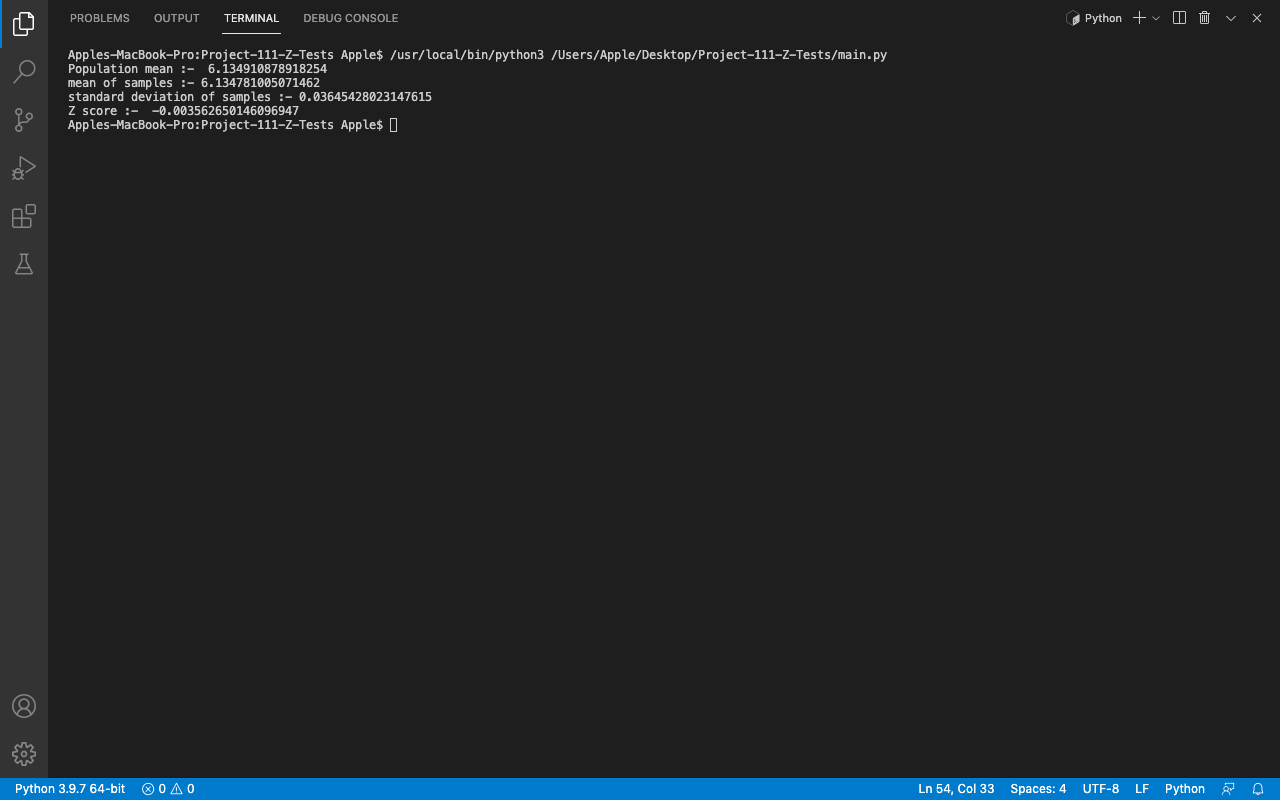 PROBLEMS OUTPUT TERMINAL DEBUG CONSOLE Python
Apples-MacBook-Pro:Project-111-Z-Tests Apple$ /usr/local/bin/python3 /Users/Apple/Desktop/Project-111-Z-Tests/main.py
Population mean :-  6.134910878918254
mean of samples :- 6.134781005071462
standard deviation of samples :- 0.03645428023147615
Z score :-  -0.003562650146096947
Apples-MacBook-Pro:Project-111-Z-Tests Apple$
Python 3.9.7 64-bit 0 0 Ln 54, Col 33 Spaces: 4 UTF-8 LF Python